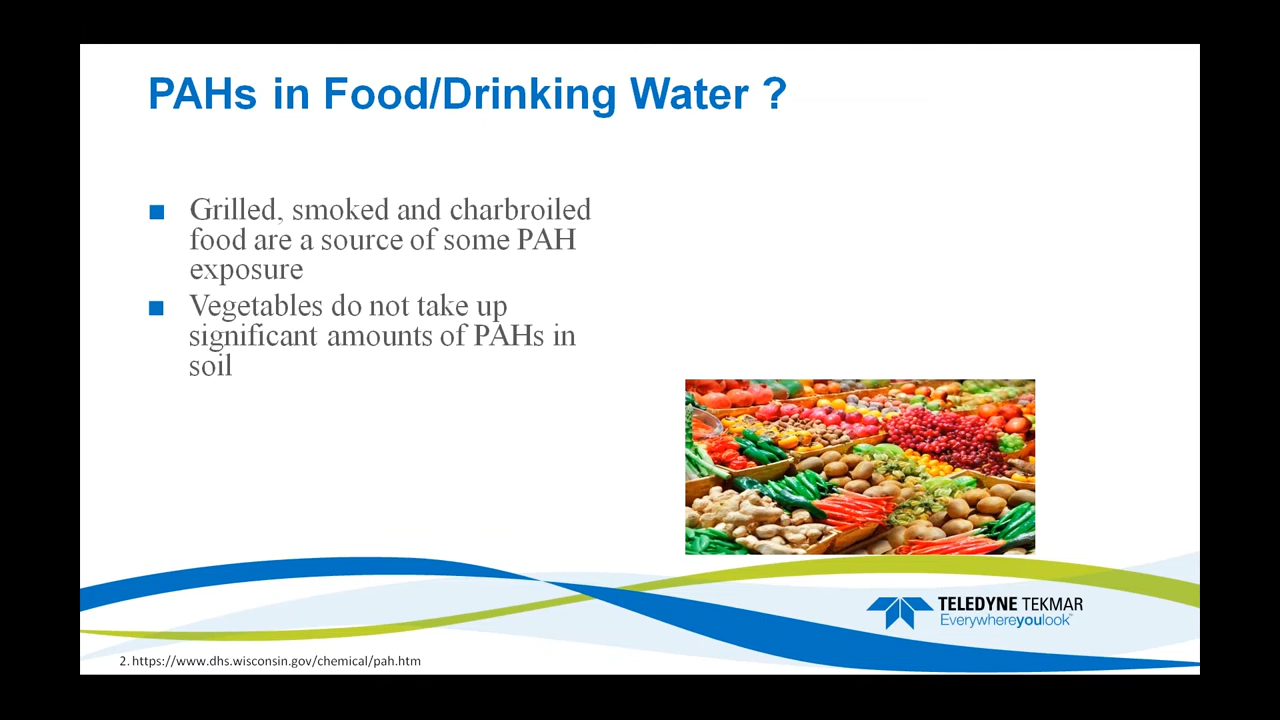 PAHs in Food/Drinking Water ?
■ Grilled, smoked and charbroiled
food are a source of some PAH
exposure
■ Vegetables do not take up
significant amounts of PAHs in
soil
TELEDYNE TEKMAR
Everywhereyoulook™
2. https://www.dhs.wisconsin.gov/chemical/pah.htm